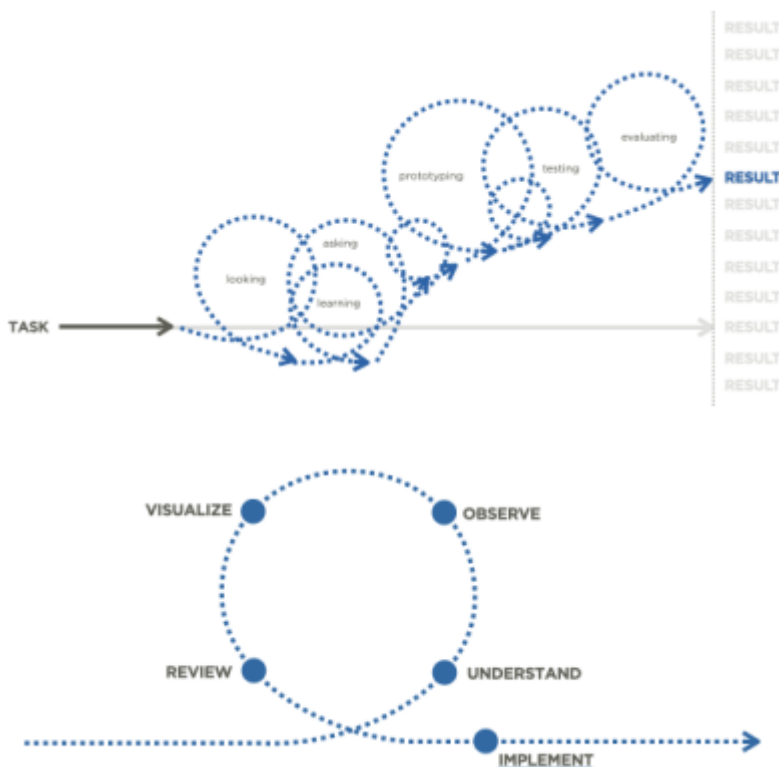 RESULT
RESULT
RESULT
RESULT
evaluating
RESULT
testing
prototyping
RESULT
RESULT
RESULT
asking
RESULT
looking
RESULT
learning
TASK
RESULT
RESULT
RESULT
VISUALIZE
OBSERVE
REVIEW
UNDERSTAND
IMPLEMENT